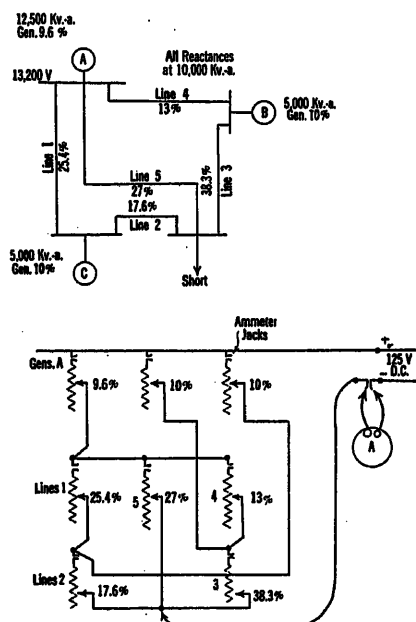 12,500 Kv.-a.
Gen. 9.6 %
A
All Reactances
at 10,000 Kv.-a.
13,200 V
Line 4
13%
B
5,000 Kv.-a.
Gen. 10%
Line 1
25.4%
Line 5
27%
38.3%
Line 3
17.6%
Line 2
5,000 Kv.-a.
Gen. 10%
C
Short
Ammeter
Jacks
Gens. A
+
125 V
- D.C.
9.6%
10%
10%
A
Lines 1
25.4%
5
27%
4
13%
Lines 2
17.6%
3
38.3%